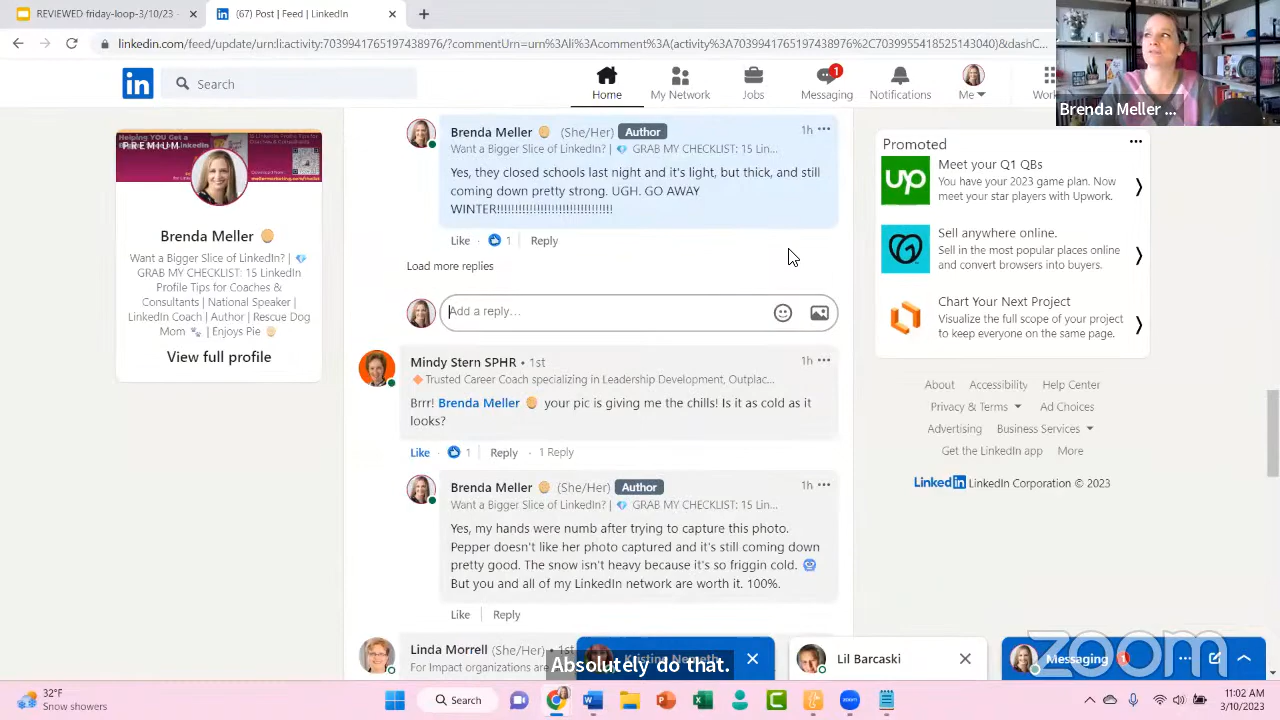 REVIEWED friday-loop-3/10/23
(67) Post | Feed | LinkedIn
linkedin.com/feed/update/urn:li:activity:7039941765197438976?commentUrn=urn%3Ali%3Acomment%3A(activity%3A7039941765197438976%2C7039955418525143040)&dashC...
in
Search
Home
My Network
Jobs
1
Messaging
Notifications
Me
Work
Brenda Meller ...
Helping YOU Get a
PREMIUM
Brenda Meller
Want a Bigger Slice of LinkedIn? |
GRAB MY CHECKLIST: 15 LinkedIn
Profile Tips for Coaches &
Consultants | National Speaker |
LinkedIn Coach | Author | Rescue Dog
Mom | Enjoys Pie
View full profile
Brenda Meller (She/Her) Author 1h
Want a Bigger Slice of LinkedIn? | GRAB MY CHECKLIST: 15 Lin...
Yes, they closed schools last night and it's light, but thick, and still
coming down pretty strong. UGH. GO AWAY
WINTER!!!!!!!!!!!!!!!!!!!!!!!!!!!!!!!!
Like · 1 | Reply
Load more replies
Add a reply...
Mindy Stern SPHR • 1st 1h
Trusted Career Coach specializing in Leadership Development, Outplac...
Brrr! Brenda Meller your pic is giving me the chills! Is it as cold as it
looks?
Like · 1 | Reply · 1 Reply
Brenda Meller (She/Her) Author 1h
Want a Bigger Slice of LinkedIn? | GRAB MY CHECKLIST: 15 Lin...
Yes, my hands were numb after trying to capture this photo.
Pepper doesn't like her photo captured and it's still coming down
pretty good. The snow isn't heavy because it's so friggin cold.
But you and all of my LinkedIn network are worth it. 100%.
Like | Reply
Linda Morrell (She/He) • 1st
For Impact organizations are
Promoted
up
Meet your Q1 QBs
You have your 2023 game plan. Now
meet your star players with Upwork.
Sell anywhere online.
Sell in the most popular places online
and convert browsers into buyers.
Chart Your Next Project
Visualize the full scope of your project
to keep everyone on the same page.
About Accessibility Help Center
Privacy & Terms Ad Choices
Advertising Business Services
Get the LinkedIn app More
LinkedIn LinkedIn Corporation © 2023
Kristina Nemeth
Absolutely do that.
Lil Barcaski
Messaging 1
zoom
32°F
Snow showers
Search
11:02 AM
3/10/2023